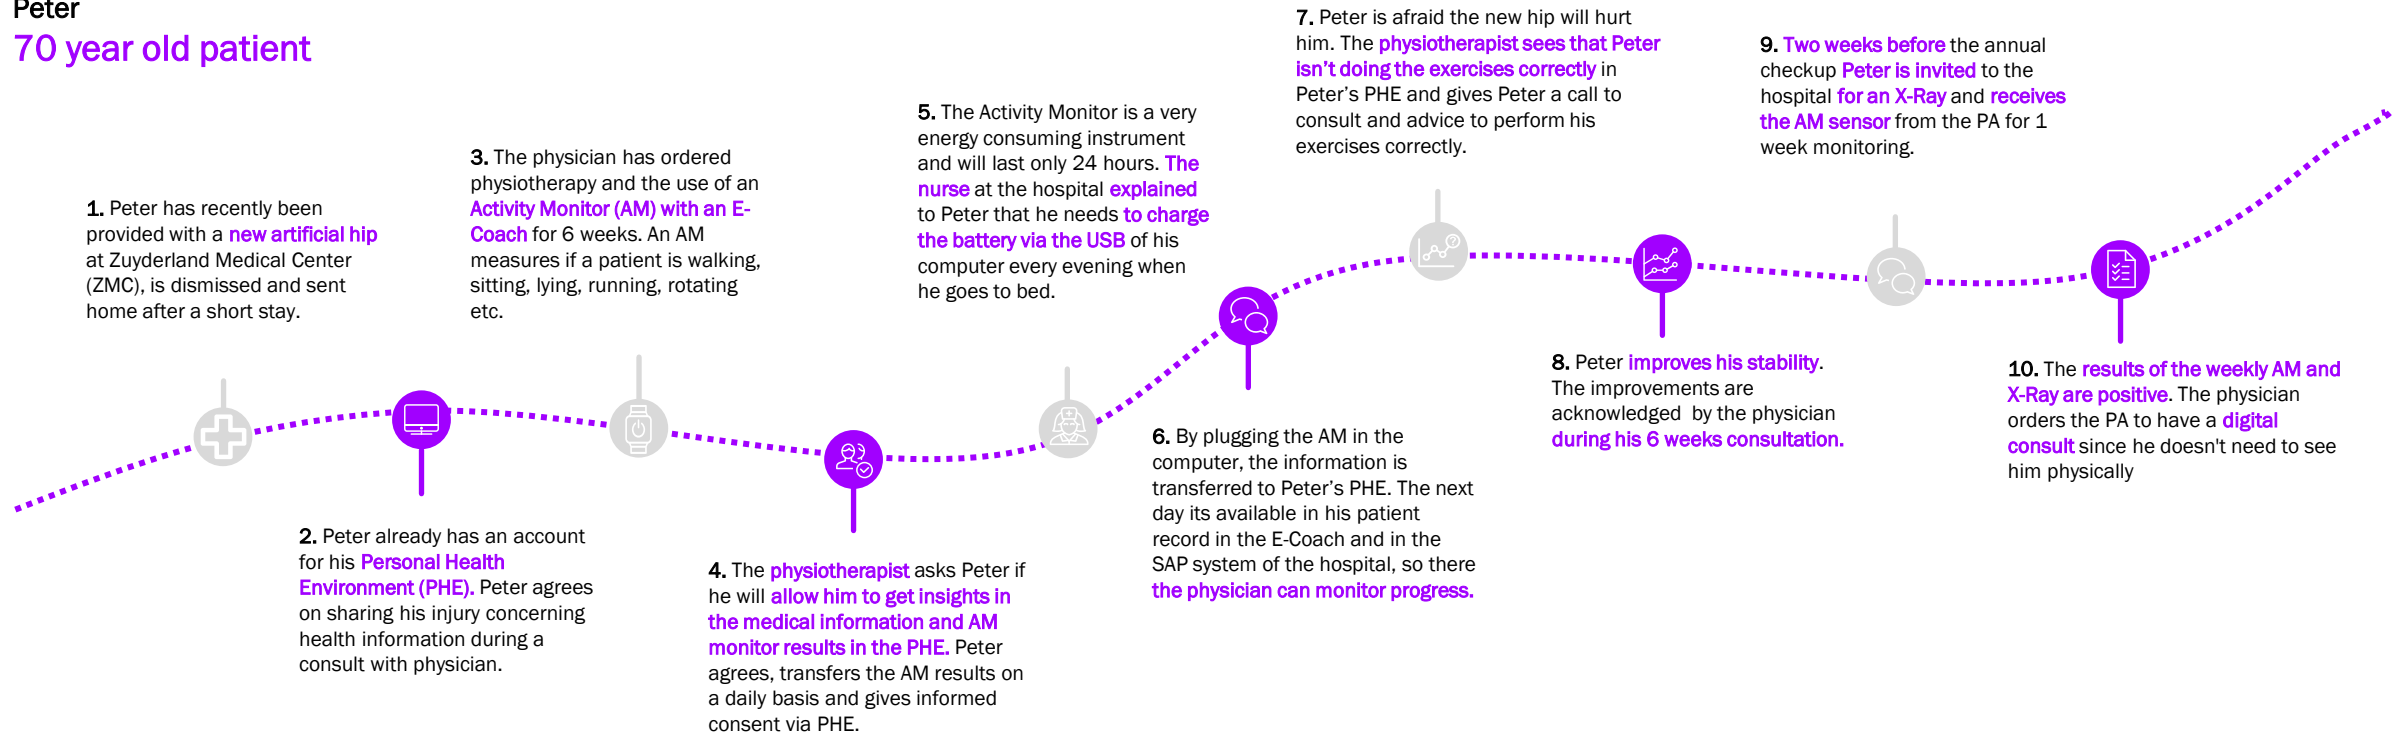 Peter
70 year old patient
1. Peter has recently been
provided with a new artificial hip
at Zuyderland Medical Center
(ZMC), is dismissed and sent
home after a short stay.
2. Peter already has an account
for his Personal Health
Environment (PHE). Peter agrees
on sharing his injury concerning
health information during a
consult with physician.
3. The physician has ordered
physiotherapy and the use of an
Activity Monitor (AM) with an E-
Coach for 6 weeks. An AM
measures if a patient is walking,
sitting, lying, running, rotating
etc.
4. The physiotherapist asks Peter if
he will allow him to get insights in
the medical information and AM
monitor results in the PHE. Peter
agrees, transfers the AM results on
a daily basis and gives informed
consent via PHE.
5. The Activity Monitor is a very
energy consuming instrument
and will last only 24 hours. The
nurse at the hospital explained
to Peter that he needs to charge
the battery via the USB of his
computer every evening when
he goes to bed.
6. By plugging the AM in the
computer, the information is
transferred to Peter’s PHE. The next
day its available in his patient
record in the E-Coach and in the
SAP system of the hospital, so there
the physician can monitor progress.
7. Peter is afraid the new hip will hurt
him. The physiotherapist sees that Peter
isn’t doing the exercises correctly in
Peter’s PHE and gives Peter a call to
consult and advice to perform his
exercises correctly.
8. Peter improves his stability.
The improvements are
acknowledged by the physician
during his 6 weeks consultation.
9. Two weeks before the annual
checkup Peter is invited to the
hospital for an X-Ray and receives
the AM sensor from the PA for 1
week monitoring.
10. The results of the weekly AM and
X-Ray are positive. The physician
orders the PA to have a digital
consult since he doesn't need to see
him physically